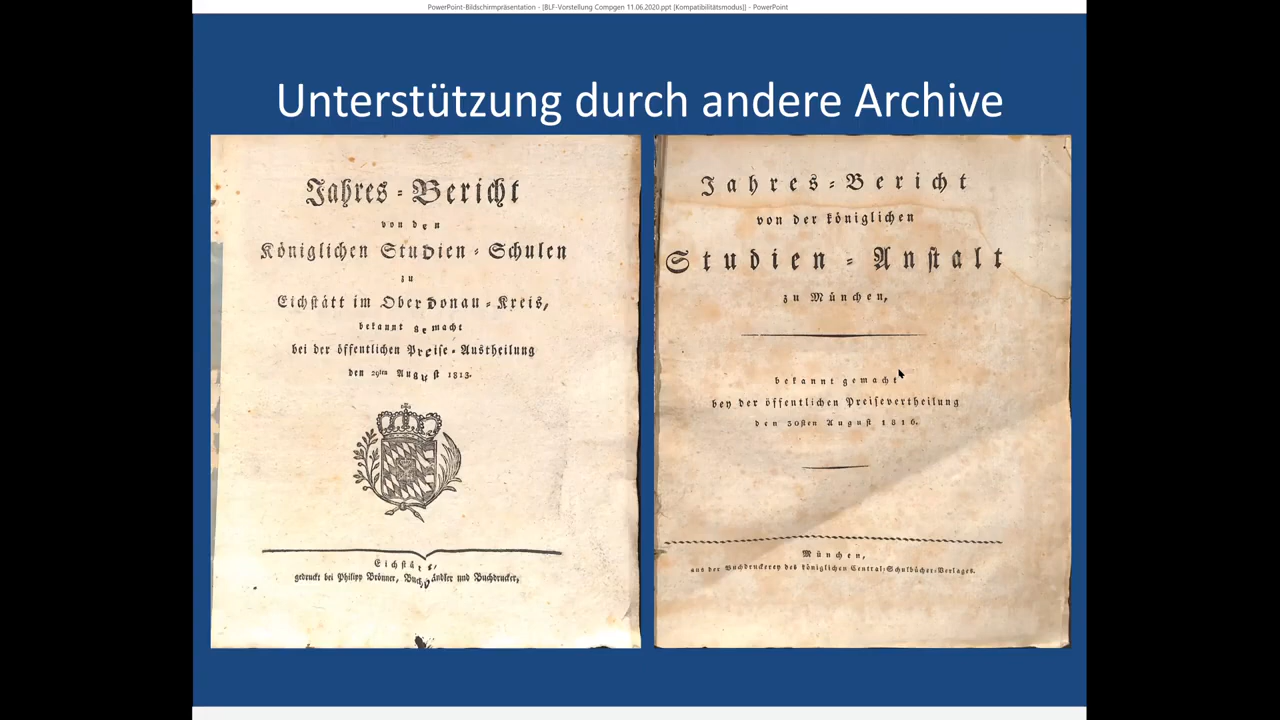 PowerPoint-Bildschirmpräsentation - [BLF-Vorstellung Compgen 11.06.2020.ppt [Kompatibilitätsmodus]] - PowerPoint
Unterstützung durch andere Archive
Jahres-Bericht
von den
Königlichen Studien-Schulen
zu
Eichstätt im Oberdonau-Kreis,
bekannt gemacht
bei der öffentlichen Preise-Austheilung
den 29ten August 1813.
Eichstätt,
gedruckt bei Philipp Brönner, Buchhändler und Buchdrucker,
Jahres-Bericht
von der königlichen
Studien-Anstalt
zu München,
bekannt gemacht
bey der öffentlichen Preisevertheilung
den 30sten August 1816.
München,
aus der Buchdruckerey des königlichen Central-Schulbücher-Verlages.